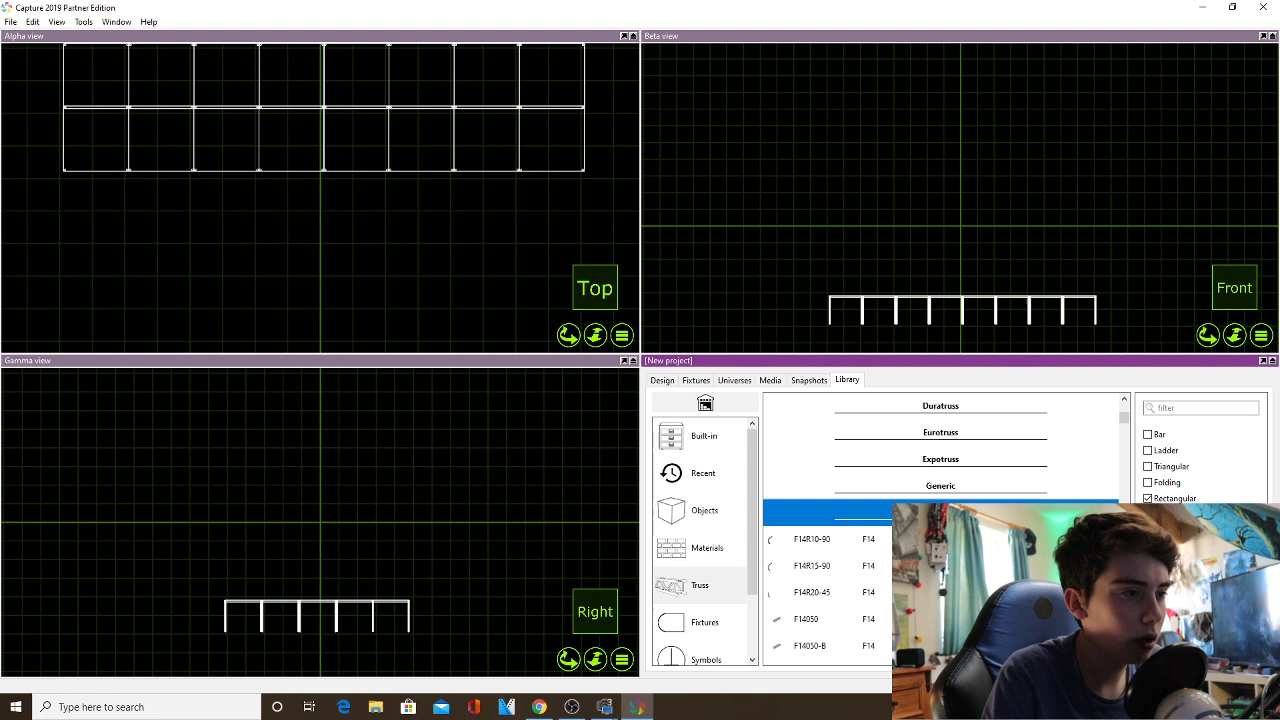 Capture 2019 Partner Edition
File Edit View Tools Window Help
Alpha view
Beta view
Top
Front
Gamma view
[New project]
Design Fixtures Universes Media Snapshots Library
Built-in
Recent
Objects
Materials
Truss
Fixtures
Symbols
Duratruss
Eurotruss
Expotruss
Generic
F14R10-90 F14
F14R15-90 F14
F14R20-45 F14
F14050 F14
F14050-B F14
filter
Bar
Ladder
Triangular
Folding
Rectangular
Right
Type here to search